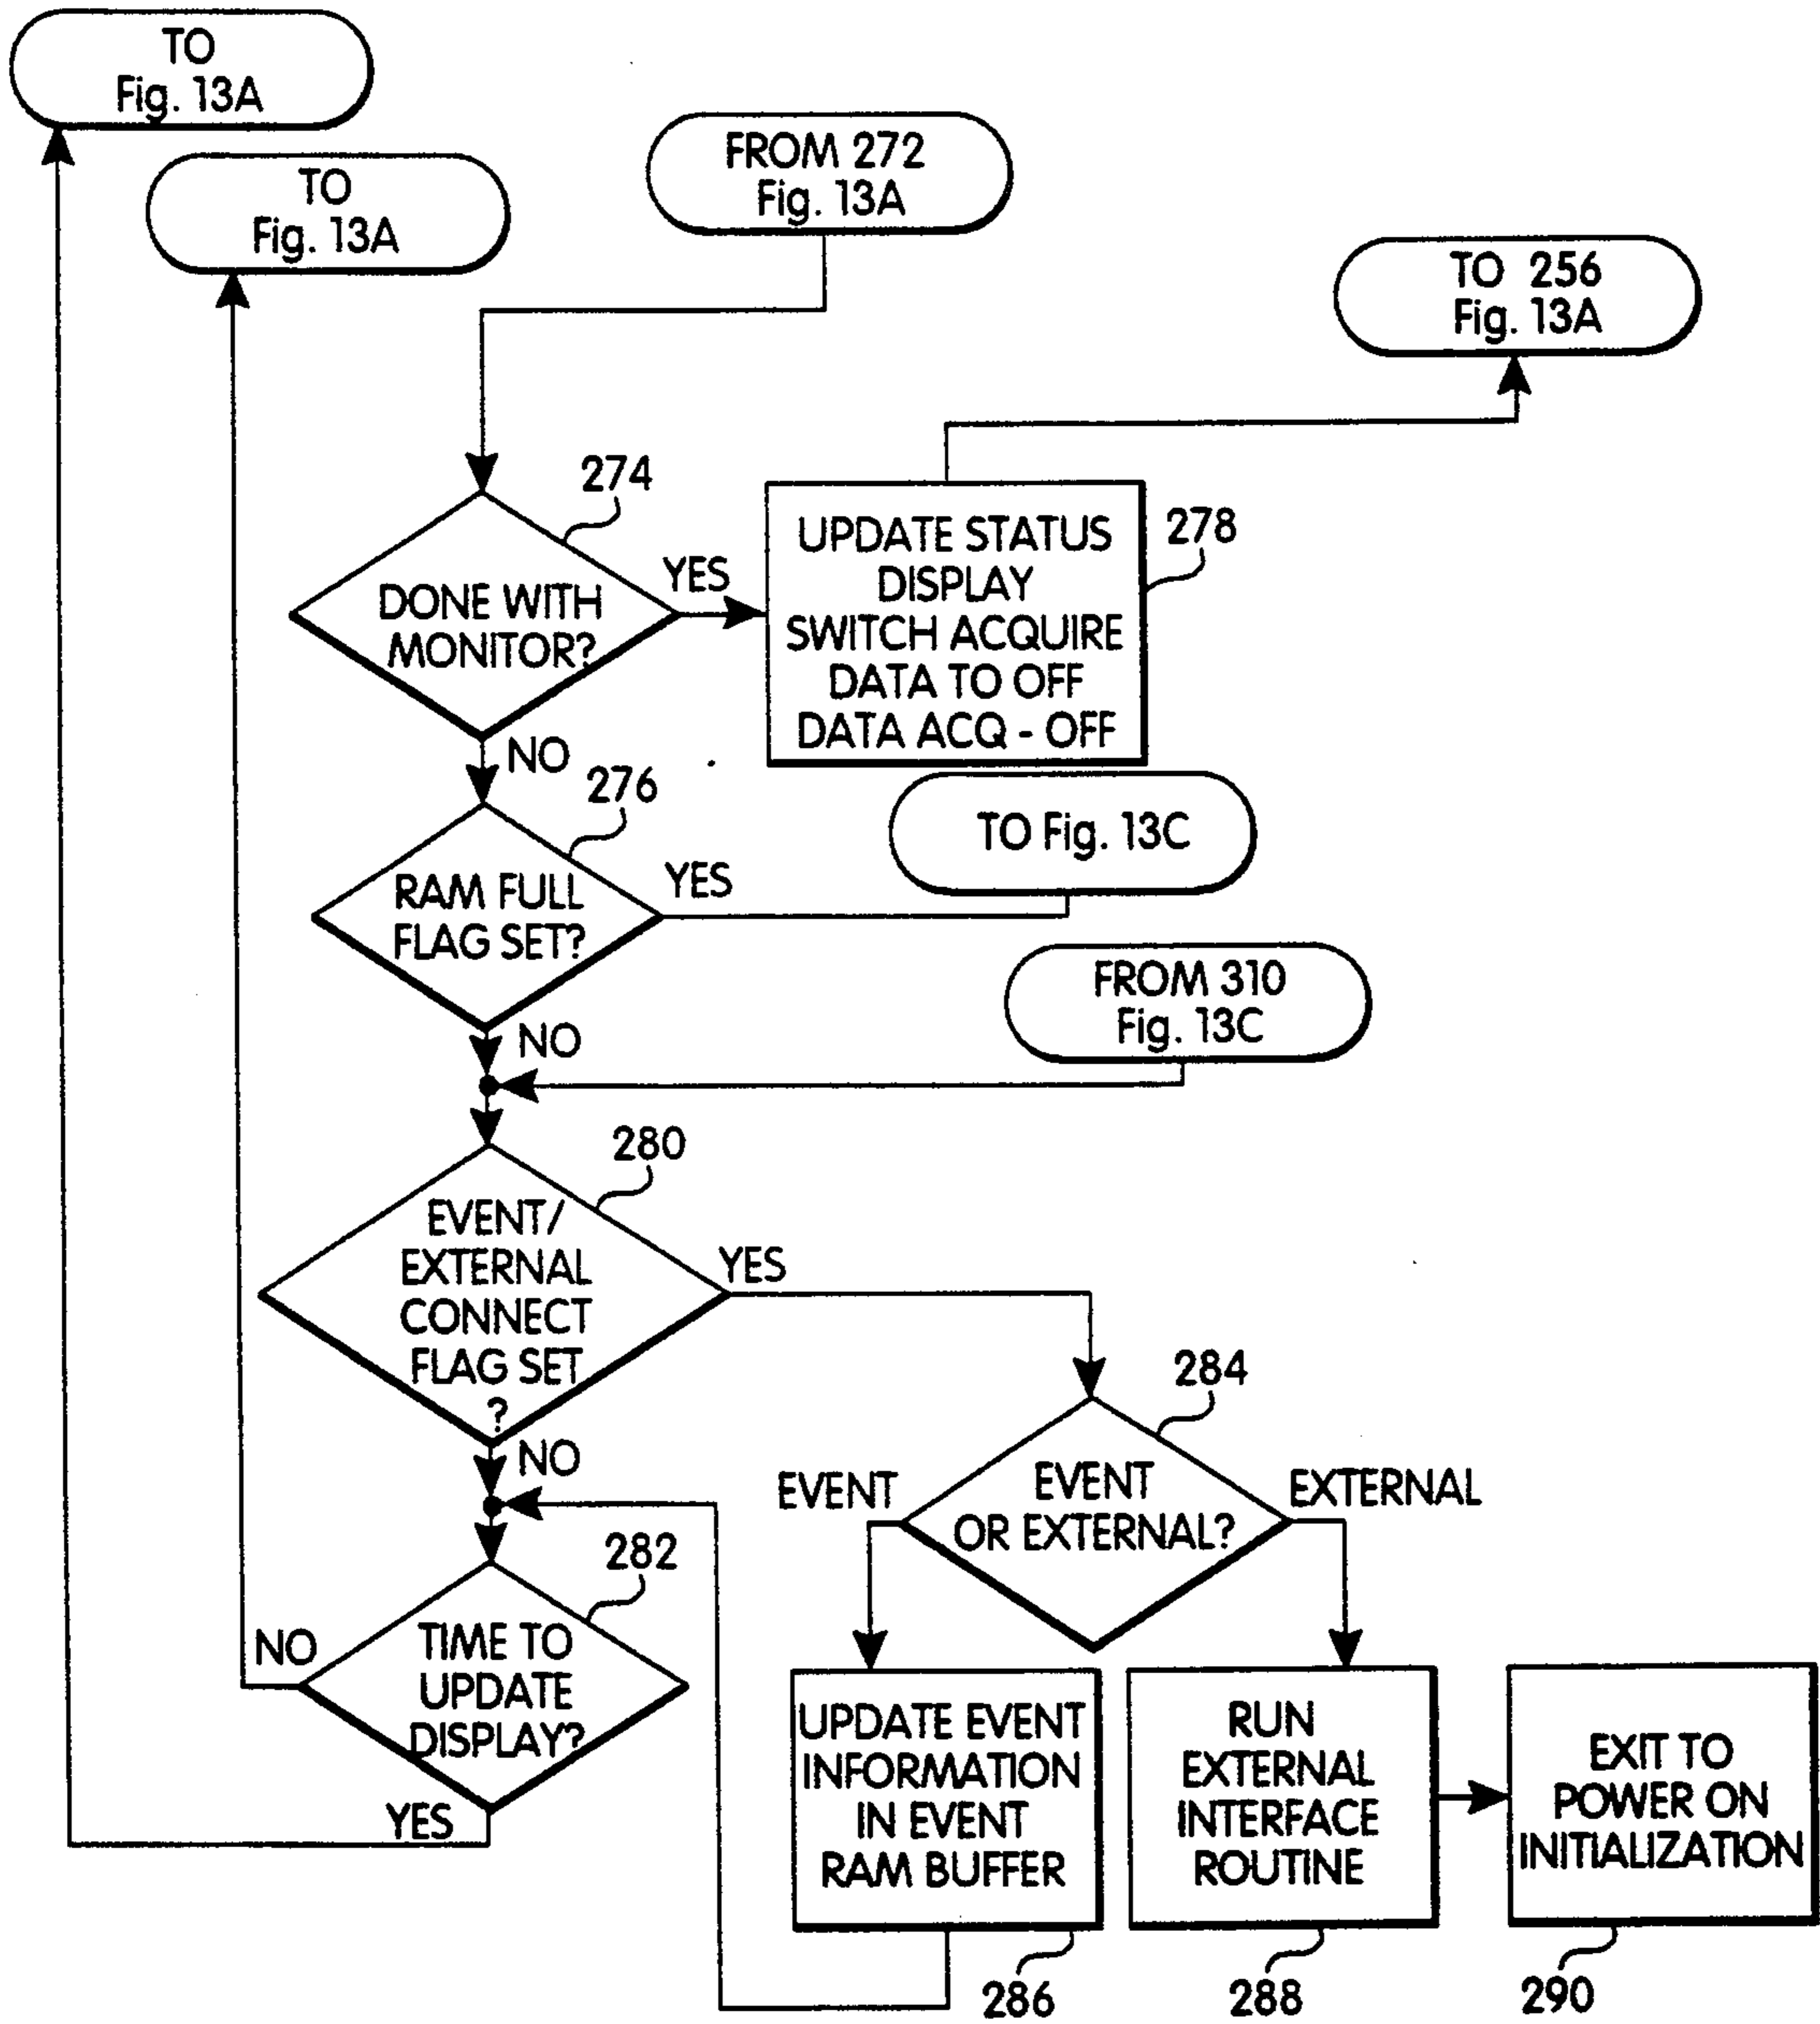 TO
Fig. 13A
TO
Fig. 13A
FROM 272
Fig. 13A
TO 256
Fig. 13A
274
DONE WITH
MONITOR?
YES
NO
UPDATE STATUS
DISPLAY
SWITCH ACQUIRE
DATA TO OFF
DATA ACQ - OFF
278
276
RAM FULL
FLAG SET?
YES
NO
TO Fig. 13C
FROM 310
Fig. 13C
280
EVENT/
EXTERNAL
CONNECT
FLAG SET
?
YES
NO
284
EVENT
OR EXTERNAL?
EVENT
EXTERNAL
282
TIME TO
UPDATE
DISPLAY?
NO
YES
UPDATE EVENT
INFORMATION
IN EVENT
RAM BUFFER
286
RUN
EXTERNAL
INTERFACE
ROUTINE
288
EXIT TO
POWER ON
INITIALIZATION
290